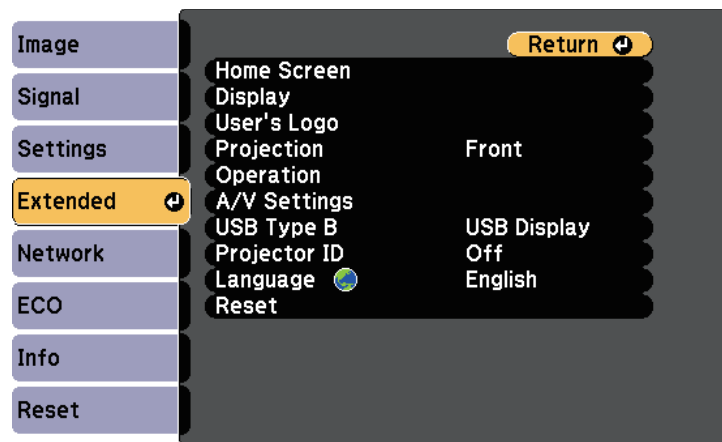 Image
Signal
Settings
Extended
Network
ECO
Info
Reset
Return
Home Screen
Display
User's Logo
Projection Front
Operation
A/V Settings
USB Type B USB Display
Projector ID Off
Language English
Reset